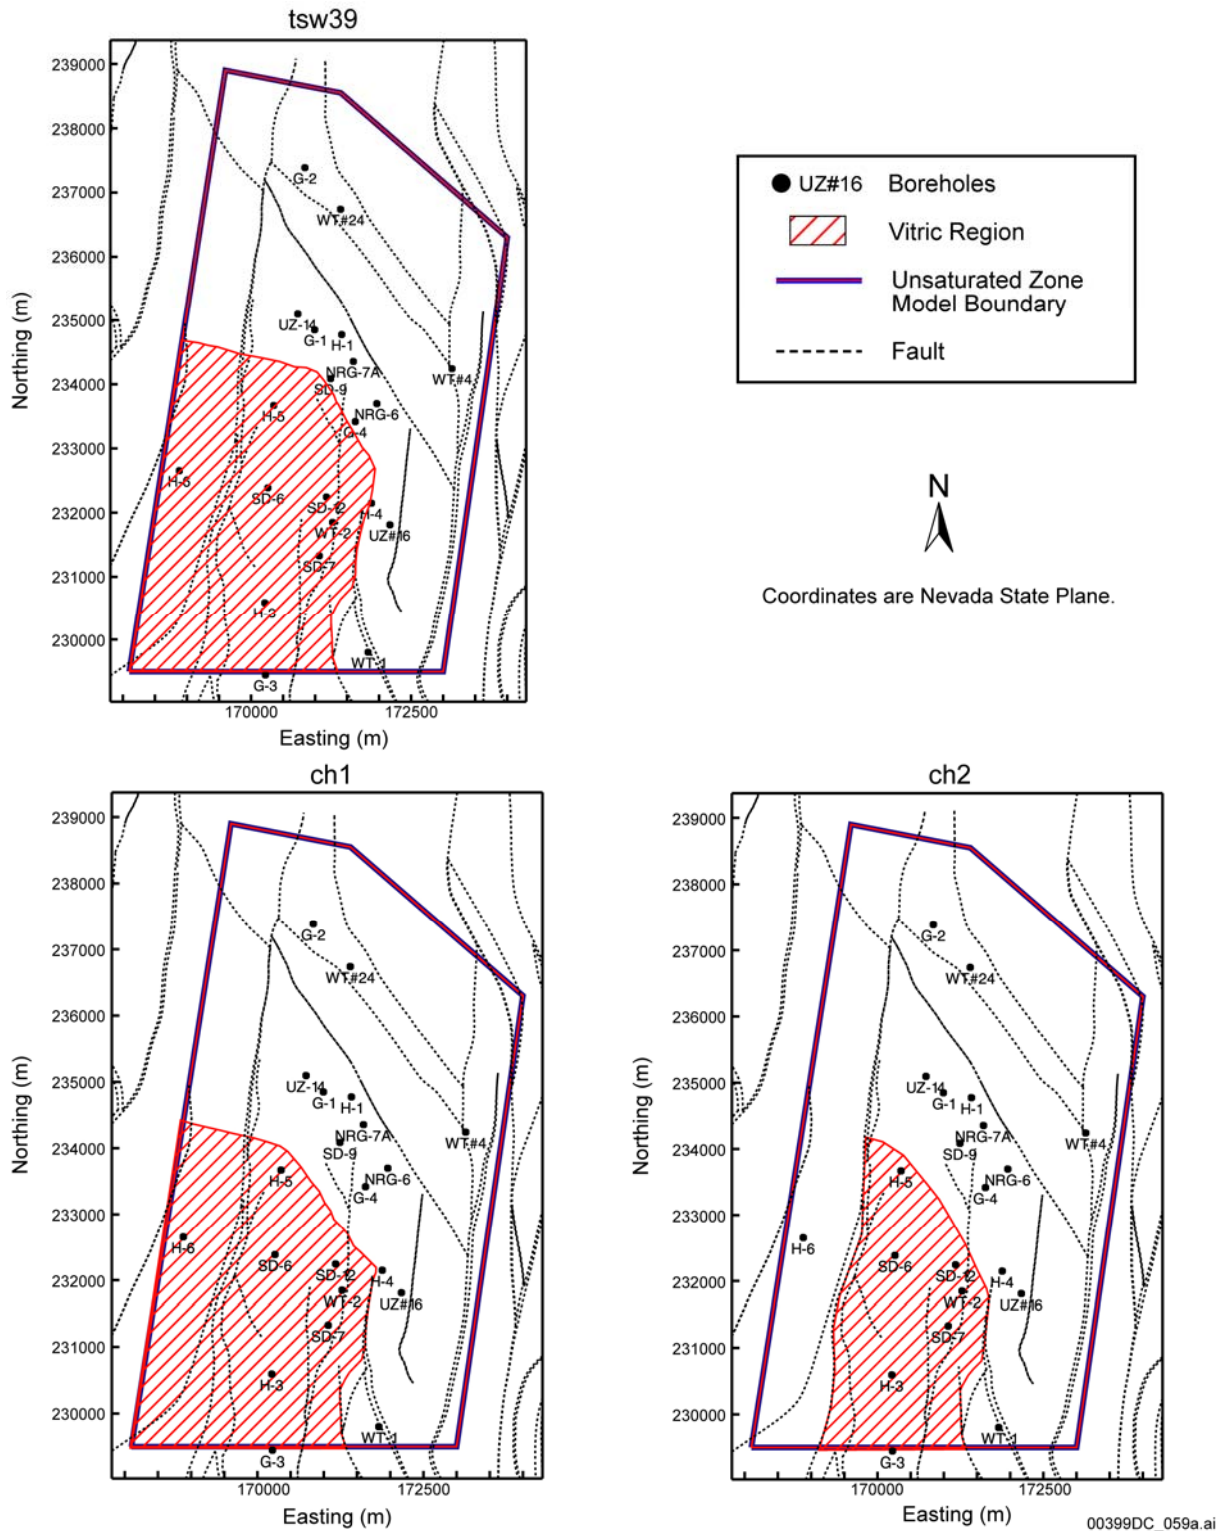 tsw39
239000
238000
237000
236000
235000
234000
233000
232000
231000
230000
Northing (m)
G-2
WT#24
UZ-14
G-1
H-1
NRG-7A
SD-9
WT#4
H-5
NRG-6
G-4
H-5
SD-6
SD-12
H-4
WT-2
UZ#16
SD-7
H-3
WT-1
G-3
170000
172500
Easting (m)
UZ#16 Boreholes
Vitric Region
Unsaturated Zone
Model Boundary
Fault
N
Coordinates are Nevada State Plane.
ch1
239000
238000
237000
236000
235000
234000
233000
232000
231000
230000
Northing (m)
G-2
WT#24
UZ-14
G-1
H-1
NRG-7A
SD-9
WT#4
H-5
NRG-6
G-4
H-6
SD-6
SD-12
H-4
WT-2
UZ#16
SD-7
H-3
WT-1
G-3
170000
172500
Easting (m)
ch2
239000
238000
237000
236000
235000
234000
233000
232000
231000
230000
Northing (m)
G-2
WT#24
UZ-14
G-1
H-1
NRG-7A
SD-9
WT#4
H-5
NRG-6
G-4
H-6
SD-6
SD-12
H-4
WT-2
UZ#16
SD-7
H-3
WT-1
G-3
170000
172500
Easting (m)
00399DC_059a.ai